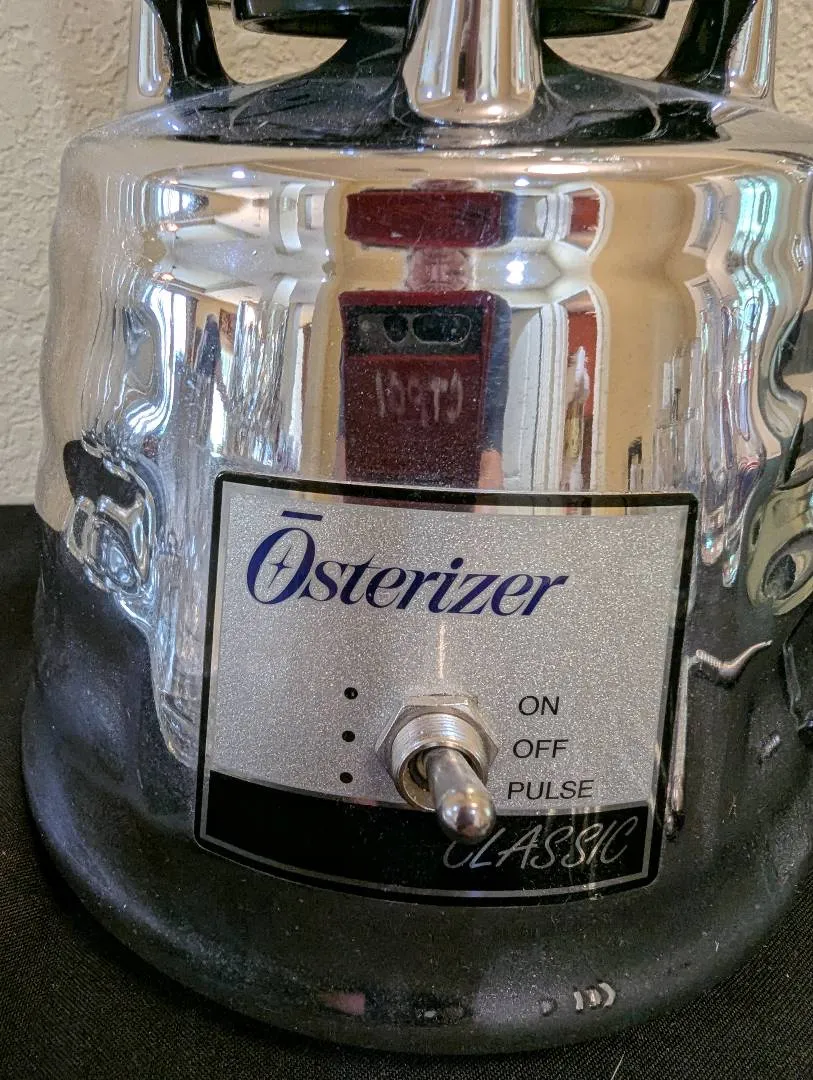 Ōsterizer
ON
OFF
PULSE
CLASSIC